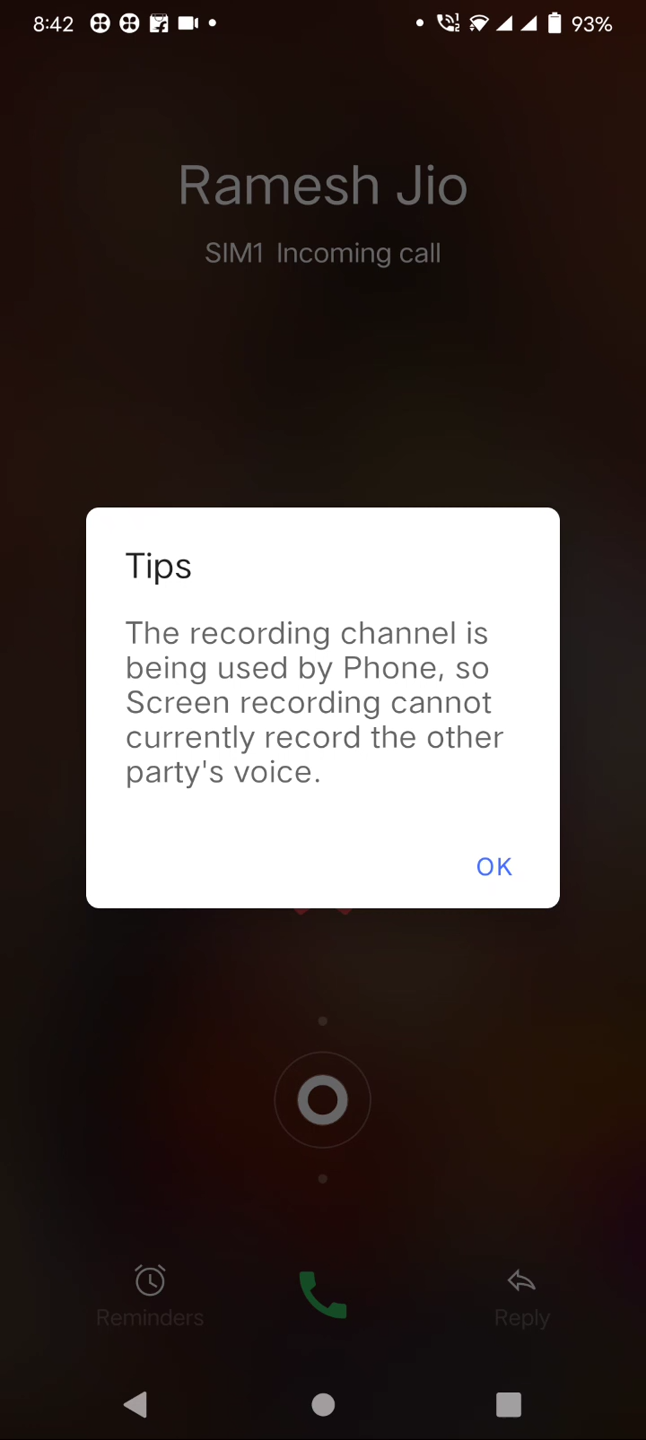 8:42 93%
Ramesh Jio
SIM1 Incoming call
Tips
The recording channel is
being used by Phone, so
Screen recording cannot
currently record the other
party's voice.
OK
Reminders Reply